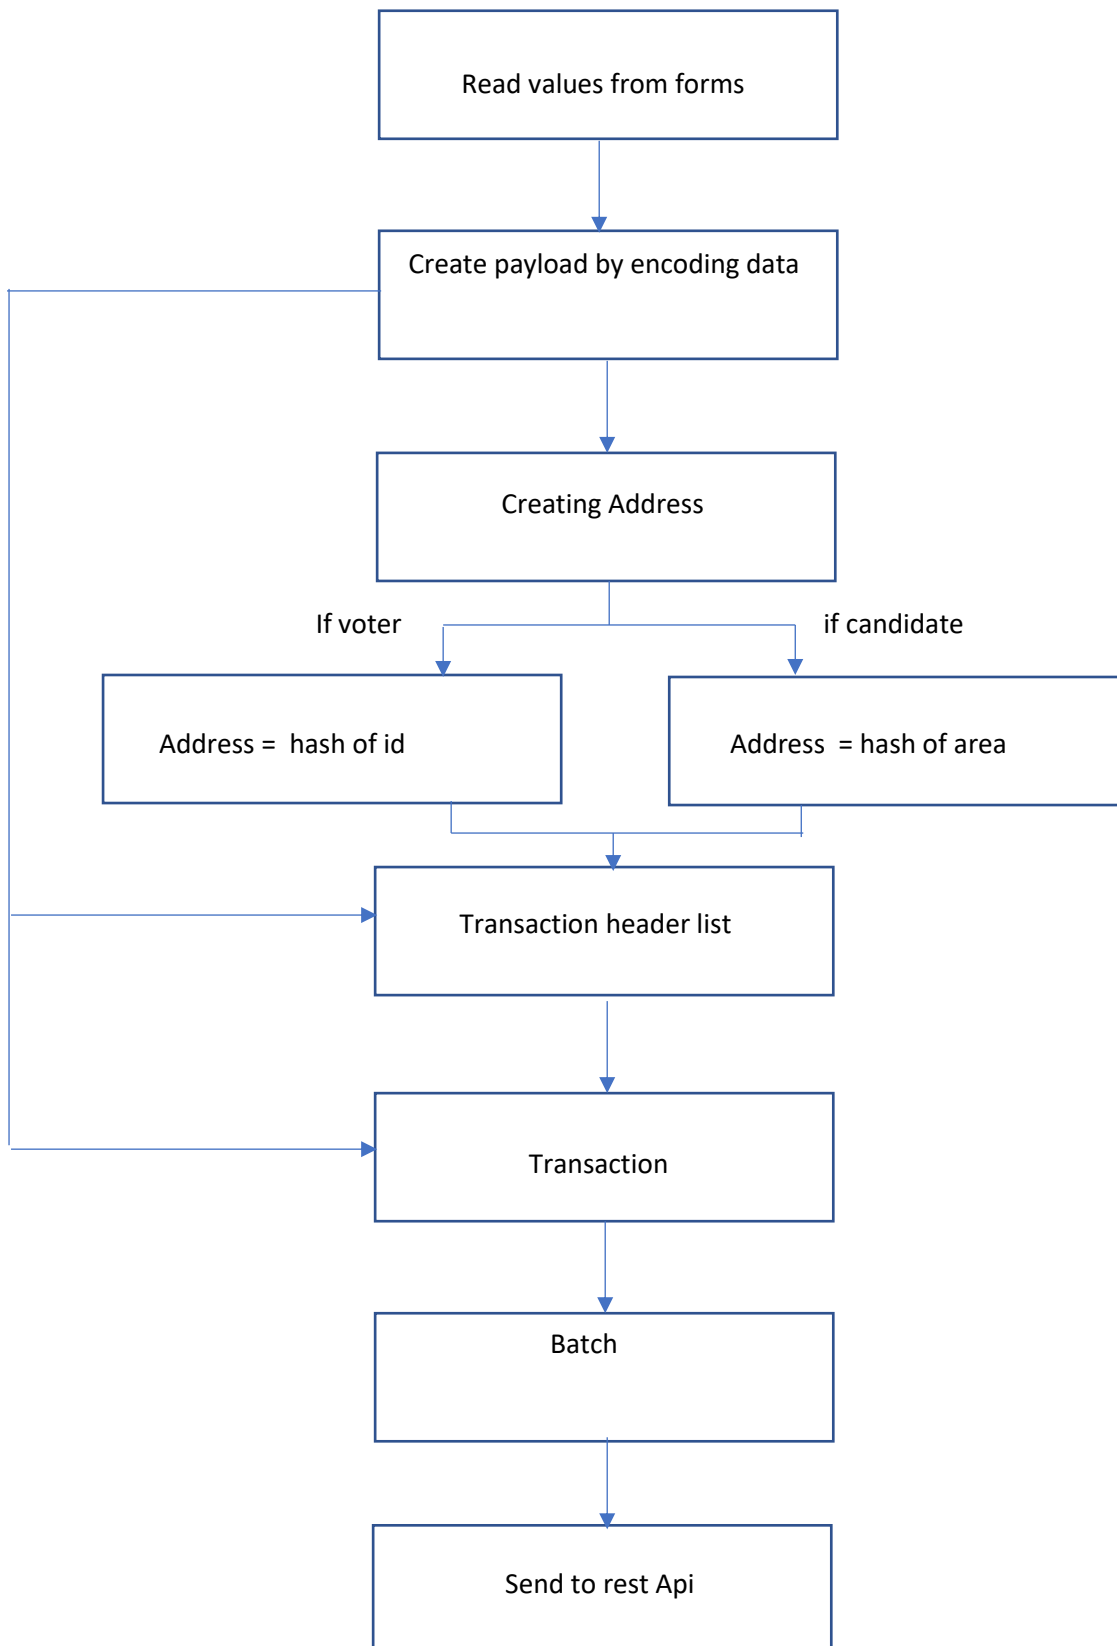 Read values from forms
Create payload by encoding data
Creating Address
If voter
if candidate
Address =  hash of id
Address  = hash of area
Transaction header list
Transaction
Batch
Send to rest Api